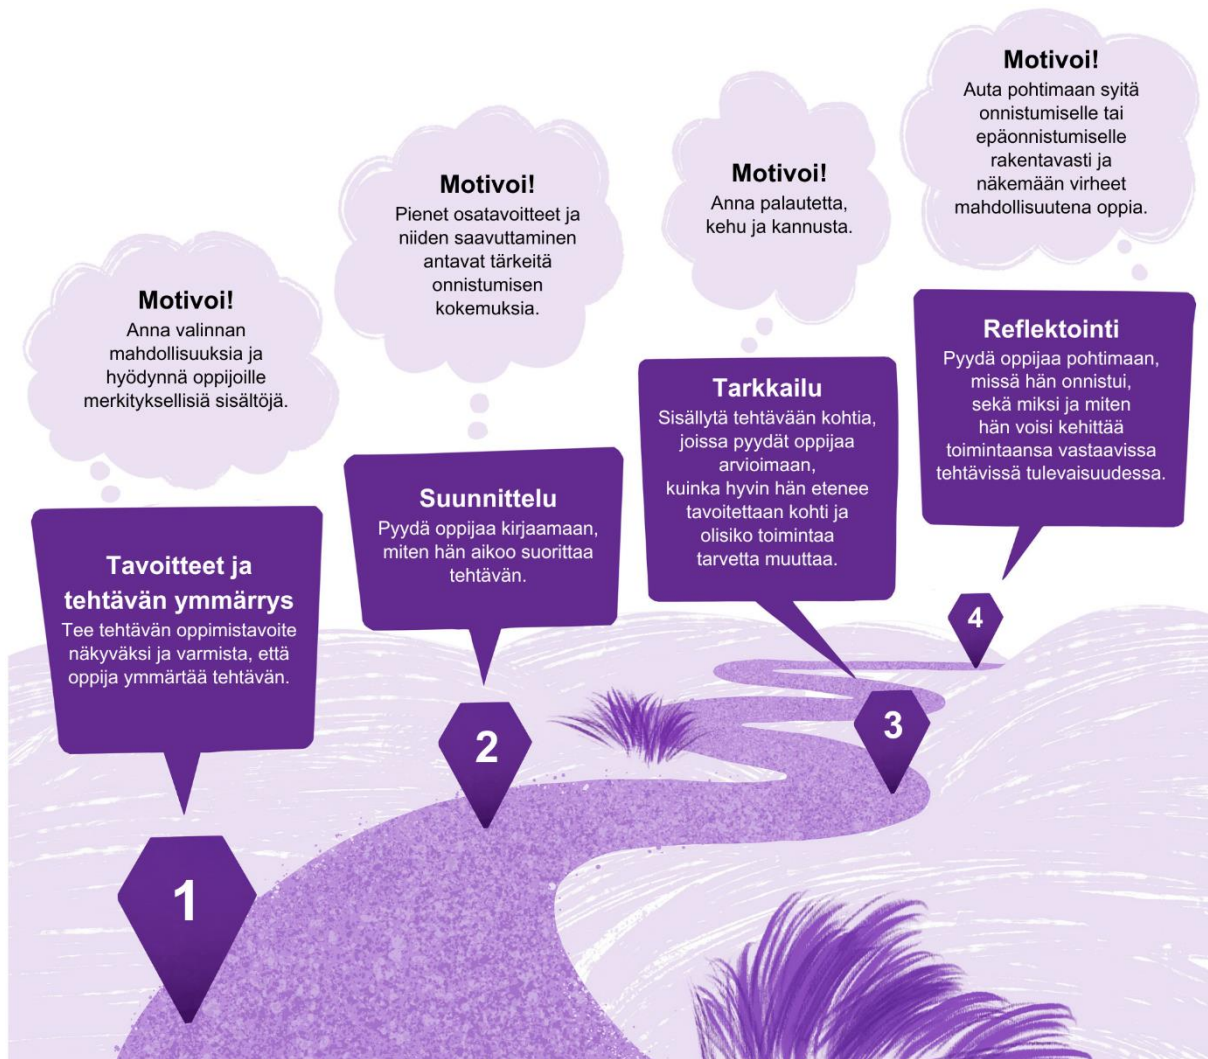 Motivoi!
Anna valinnan
mahdollisuuksia ja
hyödynnä oppijoille
merkityksellisiä sisältöjä.
Tavoitteet ja
tehtävän ymmärrys
Tee tehtävän oppimistavoite
näkyväksi ja varmista, että
oppija ymmärtää tehtävän.
1
Motivoi!
Pienet osatavoitteet ja
niiden saavuttaminen
antavat tärkeitä
onnistumisen
kokemuksia.
Suunnittelu
Pyydä oppijaa kirjaamaan,
miten hän aikoo suorittaa
tehtävän.
2
Motivoi!
Anna palautetta,
kehu ja kannusta.
Tarkkailu
Sisällytä tehtävään kohtia,
joissa pyydät oppijaa
arvioimaan,
kuinka hyvin hän etenee
tavoitettaan kohti ja
olisiko toimintaa
tarvetta muuttaa.
3
Motivoi!
Auta pohtimaan syitä
onnistumiselle tai
epäonnistumiselle
rakentavasti ja
näkemään virheet
mahdollisuutena oppia.
Reflektointi
Pyydä oppijaa pohtimaan,
missä hän onnistui,
sekä miksi ja miten
hän voisi kehittää
toimintaansa vastaavissa
tehtävissä tulevaisuudessa.
4